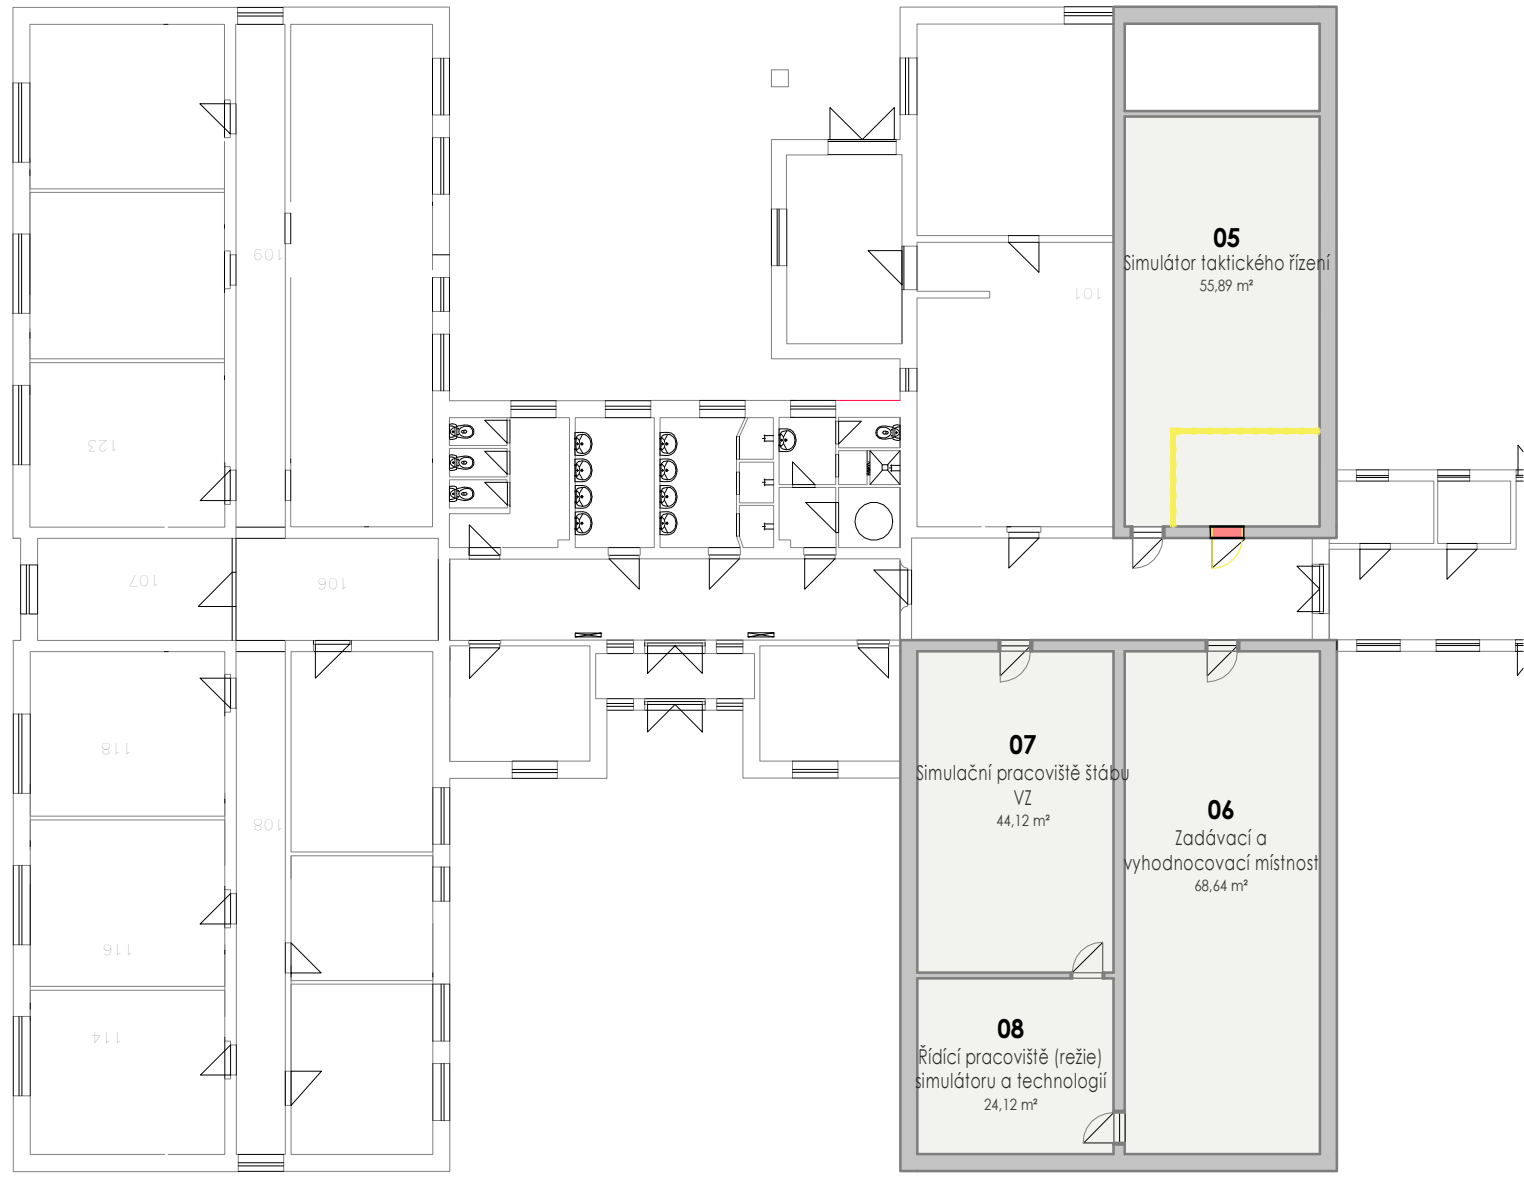 05
Simulátor taktického řízení
55,89 m²
109
101
123
107
106
07
Simulační pracoviště štábu
VZ
44,12 m²
06
Zadávací a
vyhodnocovací místnost
68,64 m²
118
108
116
114
08
Řídící pracoviště (režie)
simulátoru a technologií
24,12 m²